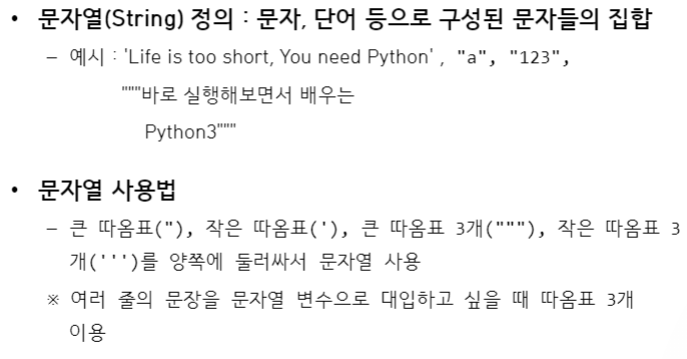 • 문자열(String) 정의 : 문자, 단어 등으로 구성된 문자들의 집합
– 예시 : 'Life is too short, You need Python' , "a", "123",
"""바로 실행해보면서 배우는
Python3"""
• 문자열 사용법
– 큰 따옴표("), 작은 따옴표('), 큰 따옴표 3개("""), 작은 따옴표 3
개(''')를 양쪽에 둘러싸서 문자열 사용
※ 여러 줄의 문장을 문자열 변수으로 대입하고 싶을 때 따옴표 3개
이용